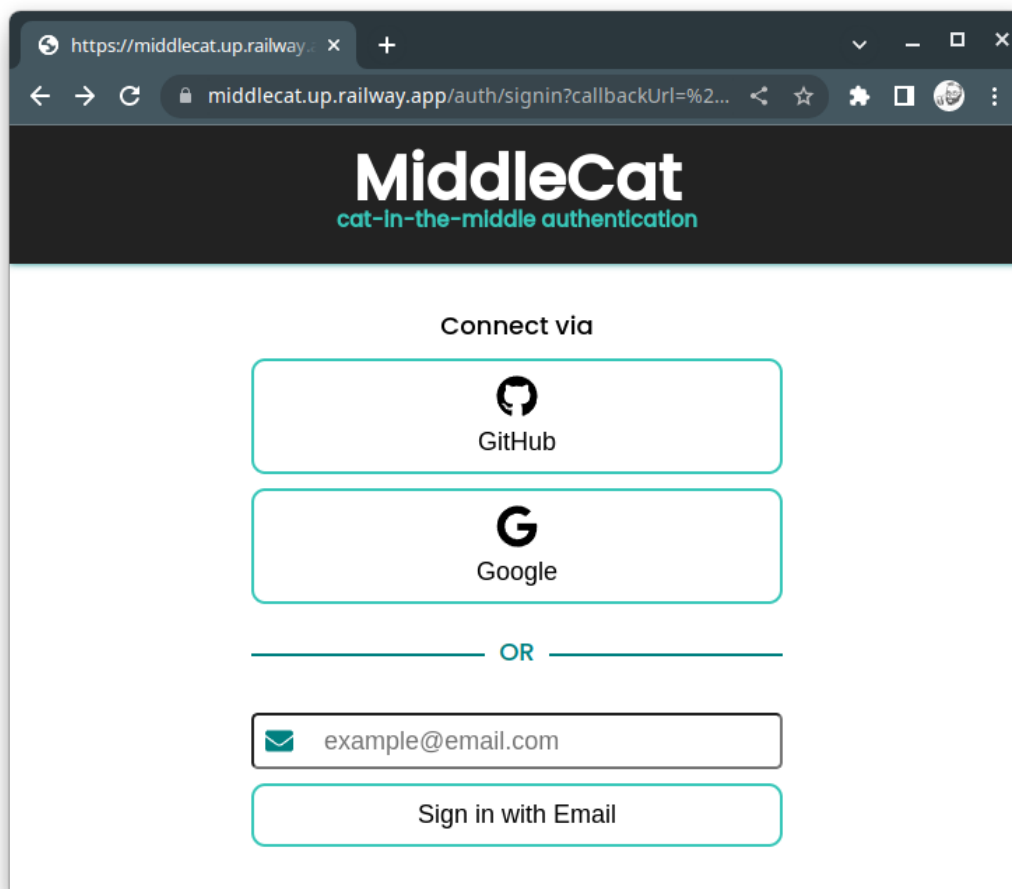 https://middlecat.up.railway.a
middlecat.up.railway.app/auth/signin?callbackUrl=%2...
MiddleCat
cat-in-the-middle authentication
Connect via
GitHub
Google
OR
example@email.com
Sign in with Email